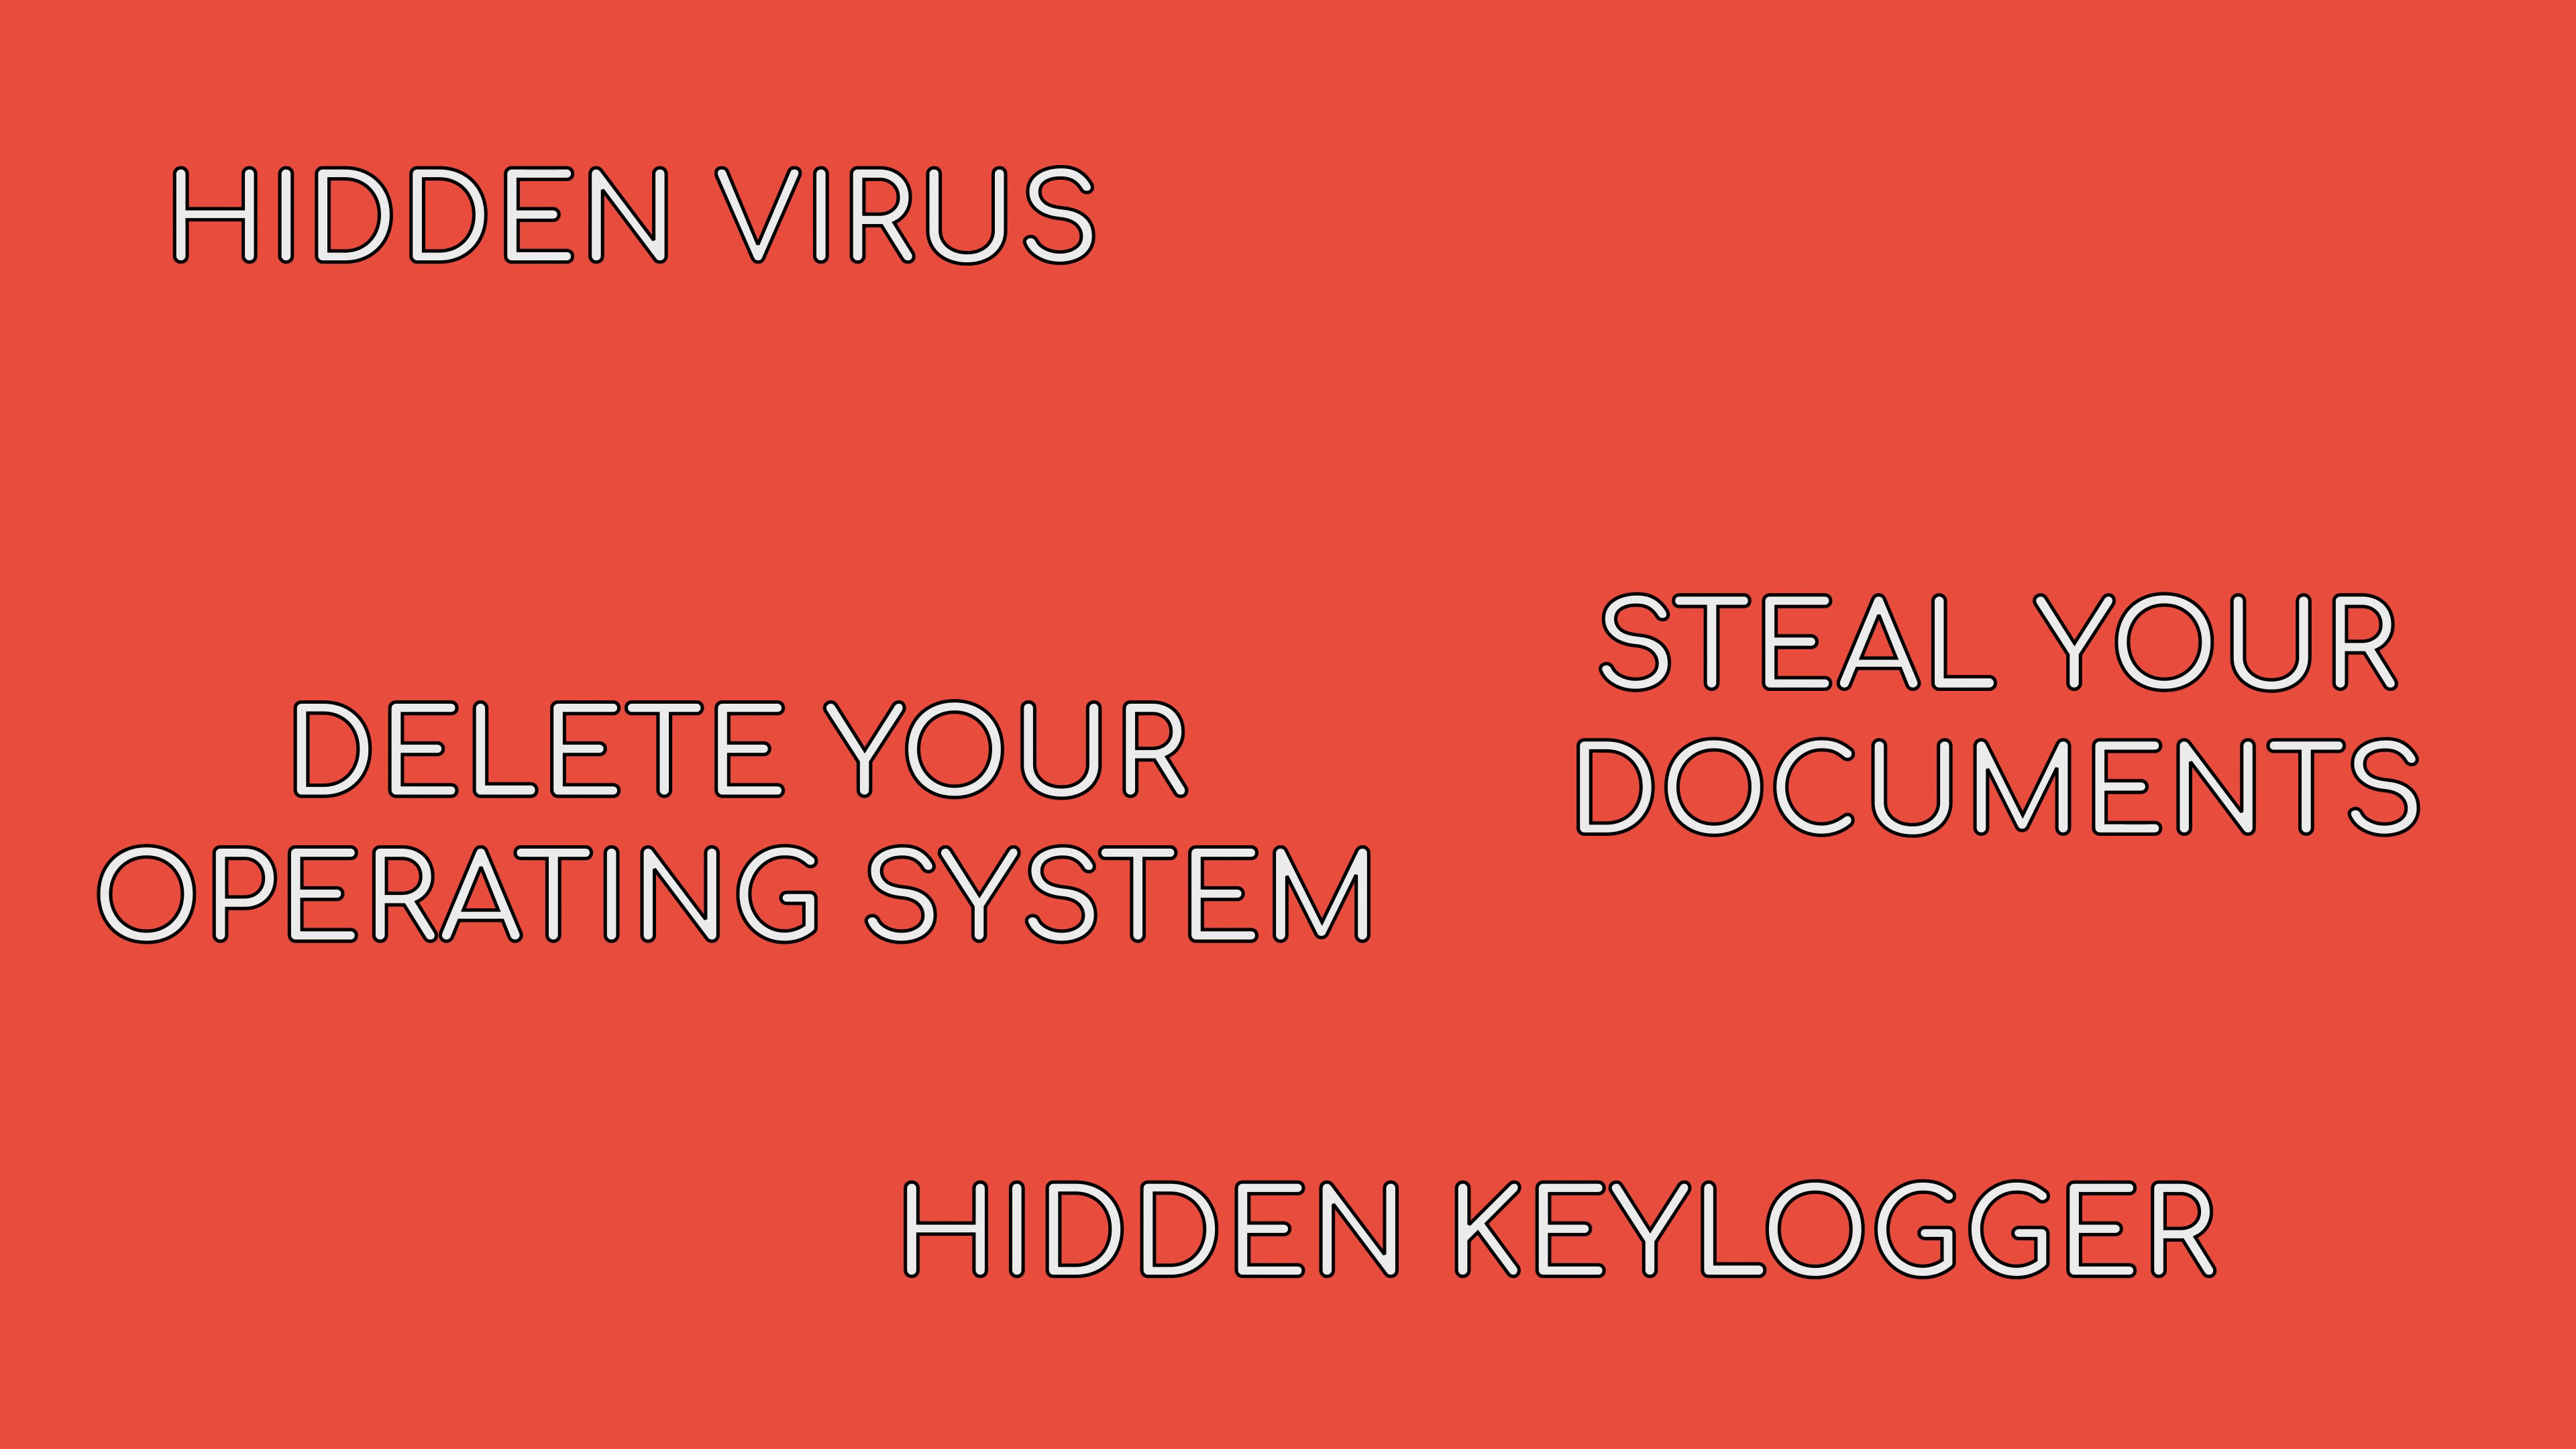 HIDDEN VIRUS
STEAL YOUR
DOCUMENTS
DELETE YOUR
OPERATING SYSTEM
HIDDEN KEYLOGGER